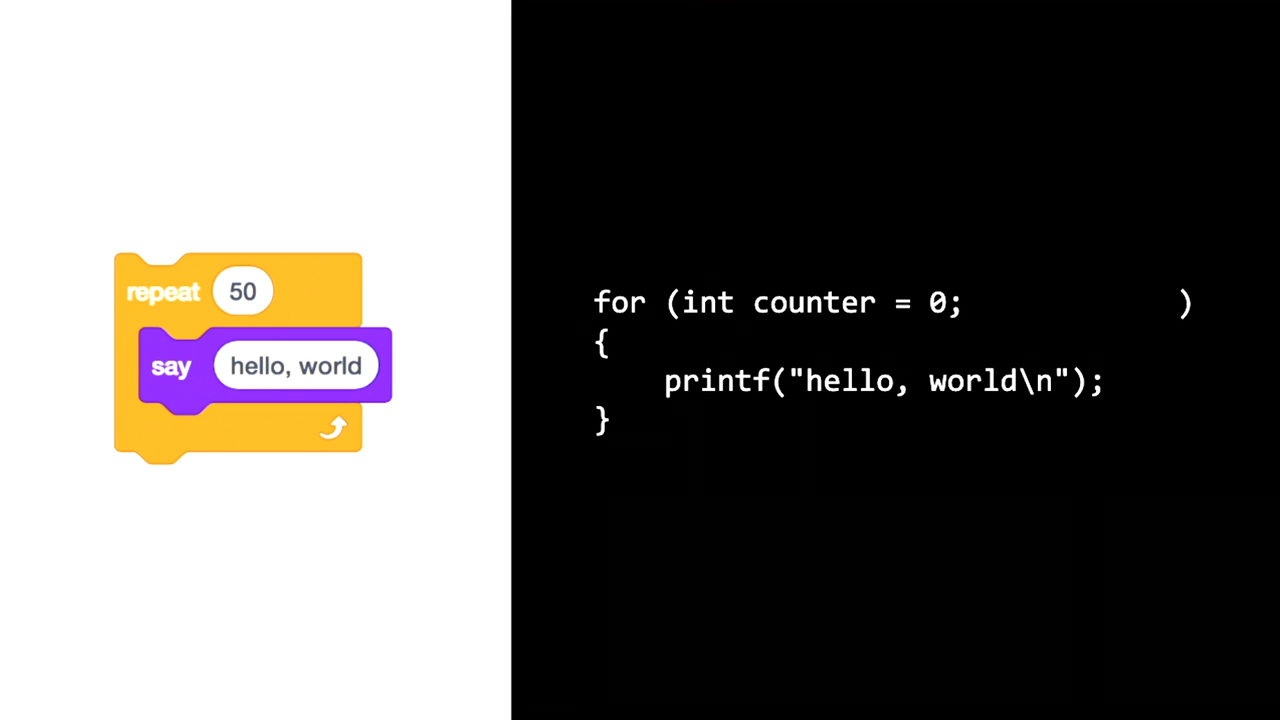 repeat 50
say hello, world
for (int counter = 0;             )
{
    printf("hello, world\n");
}